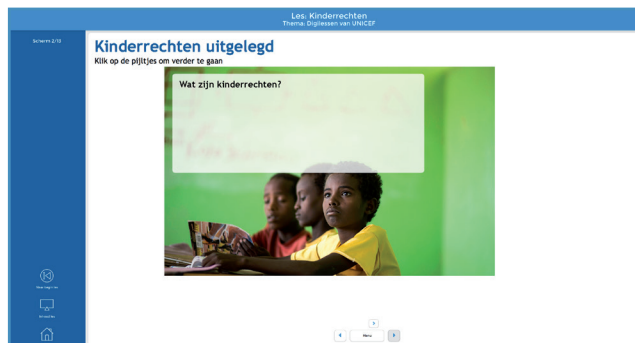 Les: Kinderrechten
Thema: Digilessen van UNICEF
Scherm 2/13
Kinderrechten uitgelegd
Klik op de pijltjes om verder te gaan
Wat zijn kinderrechten?
Menu